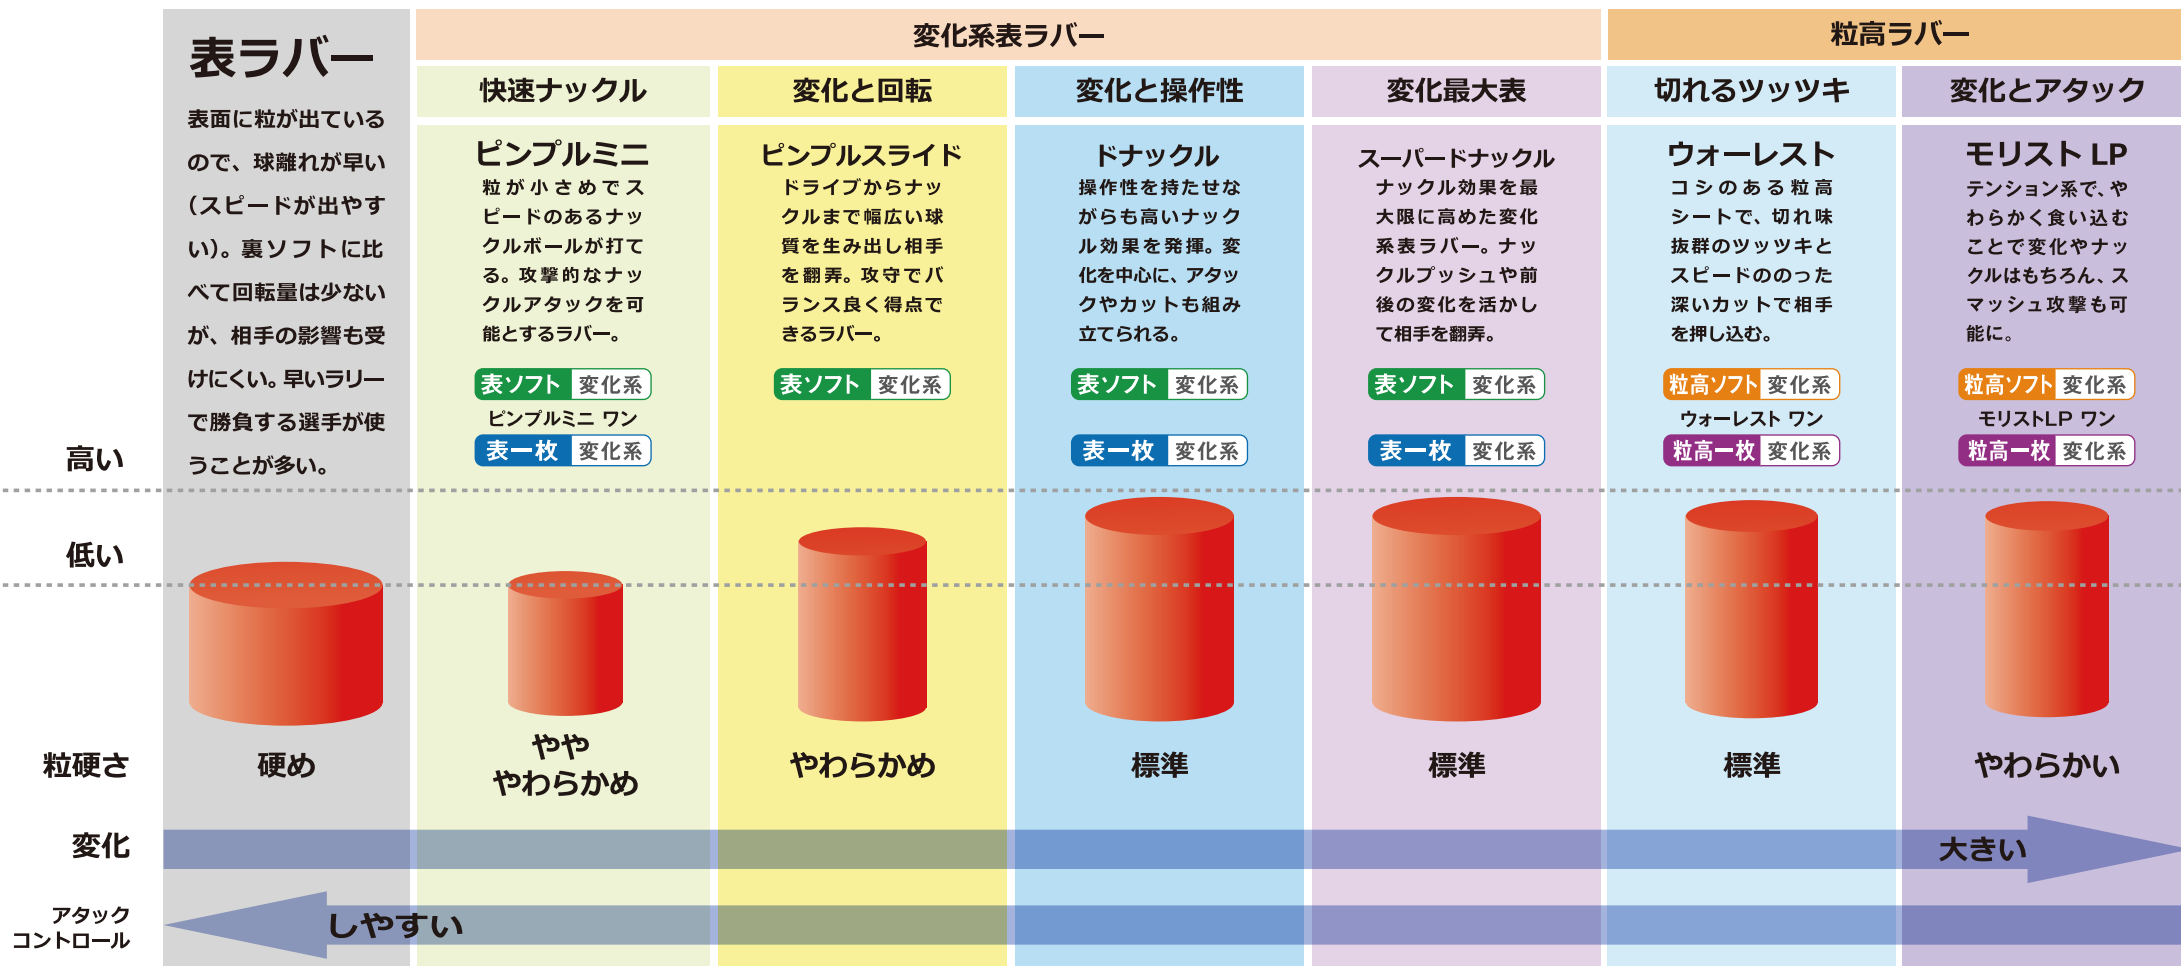 表ラバー
表面に粒が出ている
ので、球離れが早い
（スピードが出やす
い）。裏ソフトに比
べて回転量は少ない
が、相手の影響も受
けにくい。早いラリー
で勝負する選手が使
うことが多い。
変化系表ラバー
粒高ラバー
快速ナックル
ピンプルミニ
粒が小さめでス
ピードのあるナッ
クルボールが打て
る。攻撃的なナッ
クルアタックを可
能とするラバー。
表ソフト 変化系
ピンプルミニ ワン
表一枚 変化系
変化と回転
ピンプルスライド
ドライブからナッ
クルまで幅広い球
質を生み出し相手
を翻弄。攻守でバ
ランス良く得点で
きるラバー。
表ソフト 変化系
変化と操作性
ドナックル
操作性を持たせな
がらも高いナック
ル効果を発揮。変
化を中心に、アタッ
クやカットも組み
立てられる。
表ソフト 変化系
表一枚 変化系
変化最大表
スーパードナックル
ナックル効果を最
大限に高めた変化
系表ラバー。ナッ
クルプッシュや前
後の変化を活かし
て相手を翻弄。
表ソフト 変化系
表一枚 変化系
切れるツッツキ
ウォーレスト
コシのある粒高
シートで、切れ味
抜群のツッツキと
スピードののった
深いカットで相手
を押し込む。
粒高ソフト 変化系
ウォーレスト ワン
粒高一枚 変化系
変化とアタック
モリスト LP
テンション系で、や
わらかく食い込む
ことで変化やナッ
クルはもちろん、ス
マッシュ攻撃も可
能に。
粒高ソフト 変化系
モリストLP ワン
粒高一枚 変化系
高い
低い
粒硬さ
硬め
やや
やわらかめ
やわらかめ
標準
標準
標準
やわらかい
変化
大きい
アタック
コントロール
しやすい